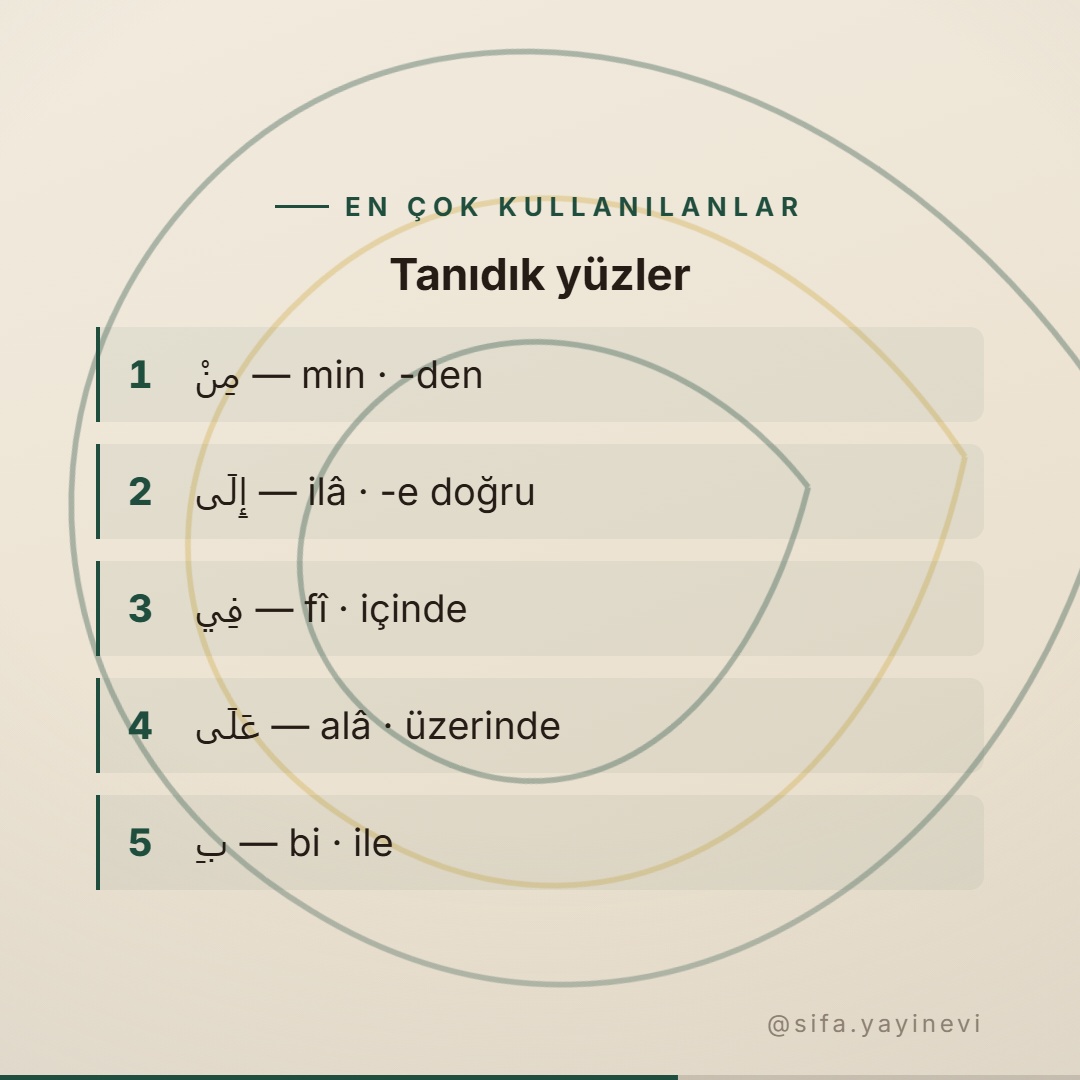 — EN ÇOK KULLANILANLAR
Tanıdık yüzler
1 مِنْ — min · -den
2 إِلَى — ilâ · -e doğru
3 فِي — fî · içinde
4 عَلَى — alâ · üzerinde
5 بِ — bi · ile
@sifa.yayinevi